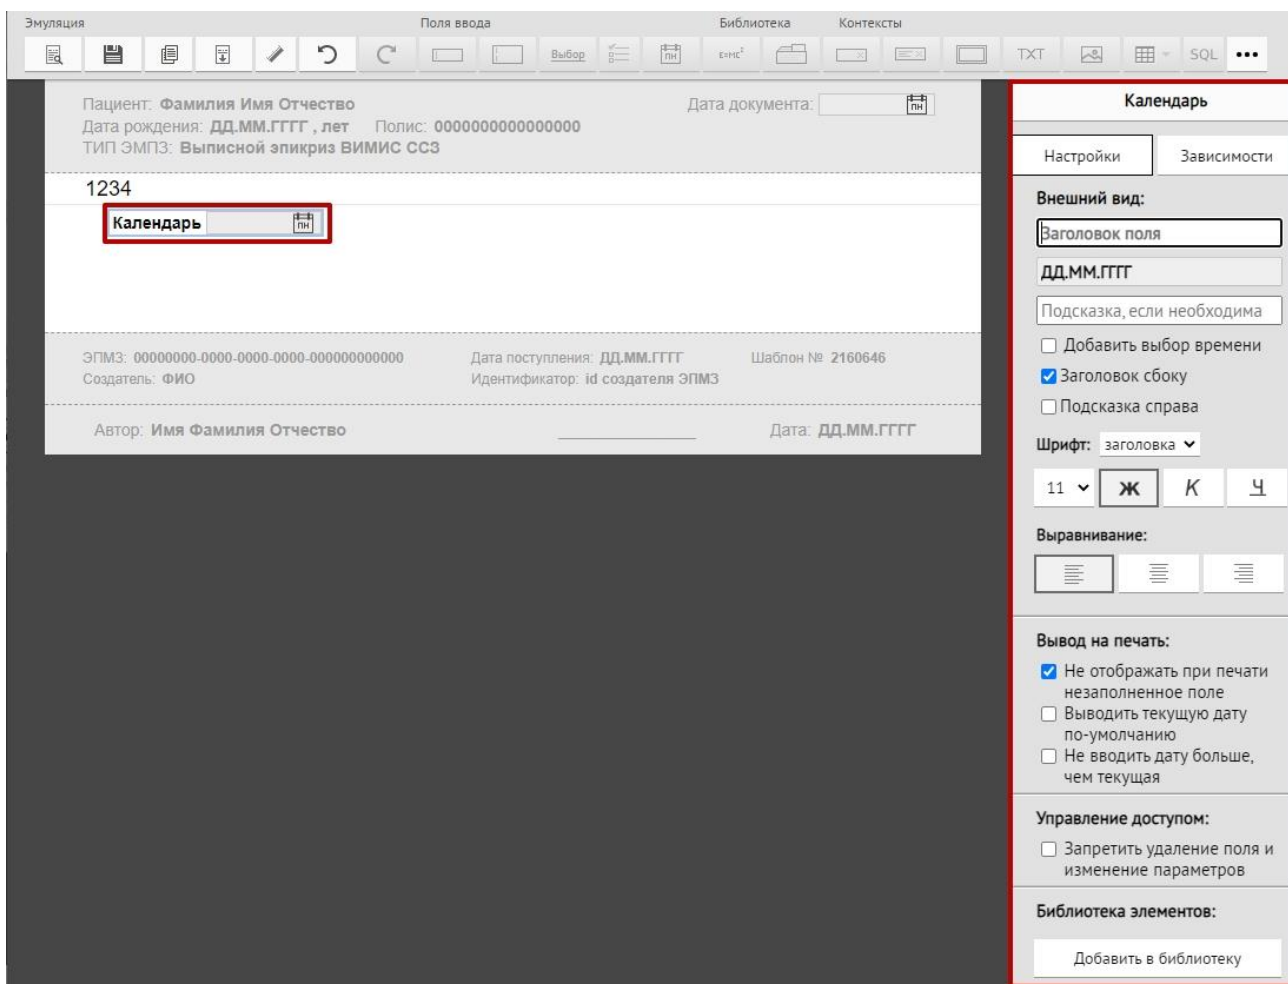 Эмуляция Поля ввода Библиотека Контексты
Выбор ПН E=MC² TXT SQL •••
Пациент: Фамилия Имя Отчество Дата документа: ПН
Дата рождения: ДД.ММ.ГГГГ , лет Полис: 0000000000000000
ТИП ЭМПЗ: Выписной эпикриз ВИМИС ССЗ
1234
Календарь ПН
ЭПМЗ: 00000000-0000-0000-0000-000000000000 Дата поступления: ДД.ММ.ГГГГ Шаблон № 2160646
Создатель: ФИО Идентификатор: id создателя ЭПМЗ
Автор: Имя Фамилия Отчество Дата: ДД.ММ.ГГГГ
Календарь
Настройки Зависимости
Внешний вид:
Заголовок поля
ДД.ММ.ГГГГ
Подсказка, если необходима
Добавить выбор времени
Заголовок сбоку
Подсказка справа
Шрифт: заголовка
11 Ж К Ч
Выравнивание:
Вывод на печать:
Не отображать при печати
незаполненное поле
Выводить текущую дату
по-умолчанию
Не вводить дату больше,
чем текущая
Управление доступом:
Запретить удаление поля и
изменение параметров
Библиотека элементов:
Добавить в библиотеку